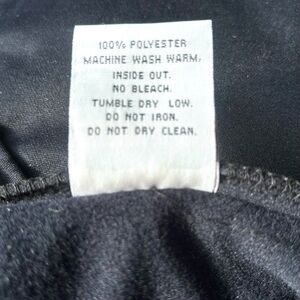 100% POLYESTER
MACHINE WASH WARM,
INSIDE OUT.
NO BLEACH.
TUMBLE DRY LOW.
DO NOT IRON.
DO NOT DRY CLEAN.